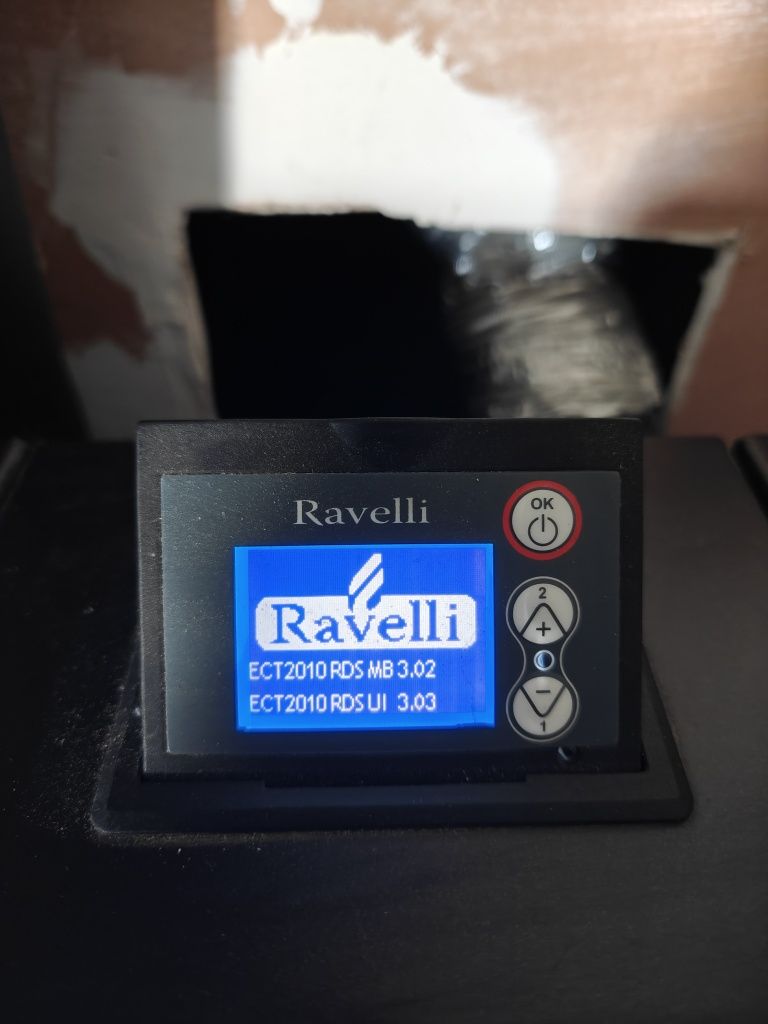 Ravelli
OK
Ravelli
2
+
ECT2010 RDS MB 3.02
ECT2010 RDS UI 3.03
−
1